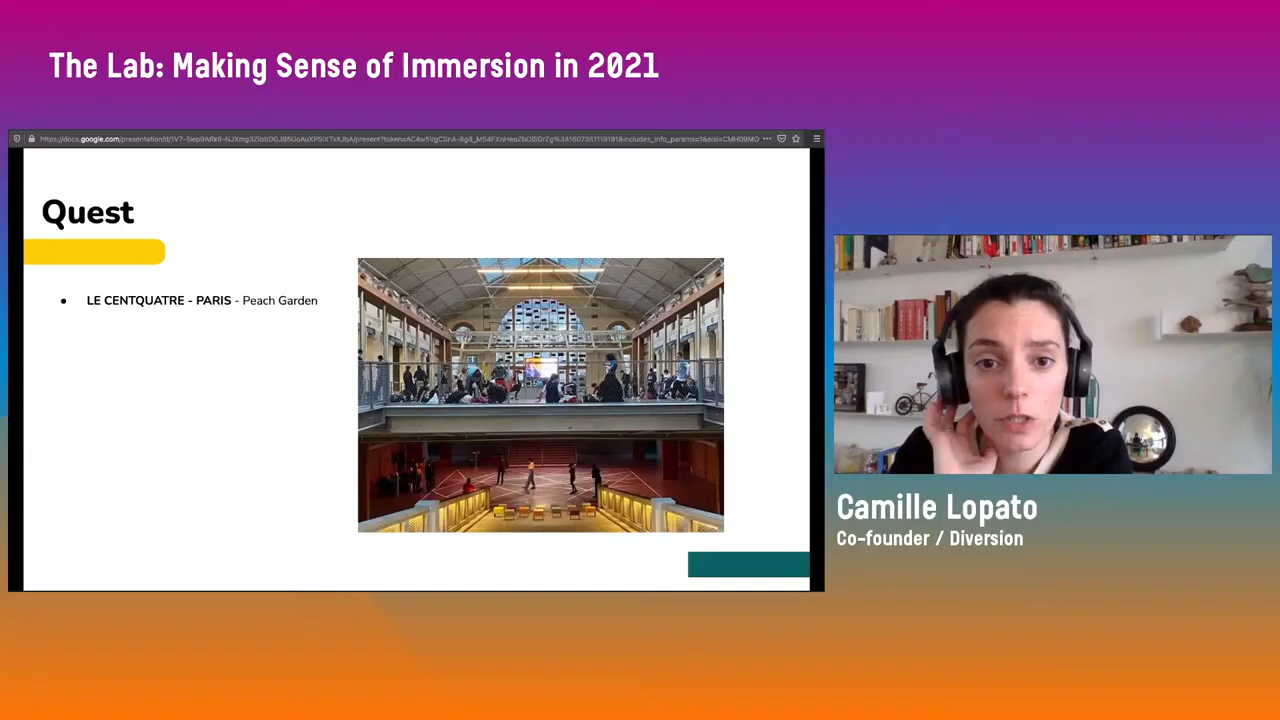 The Lab: Making Sense of Immersion in 2021
Quest
● LE CENTQUATRE - PARIS - Peach Garden
Camille Lopato
Co-founder / Diversion